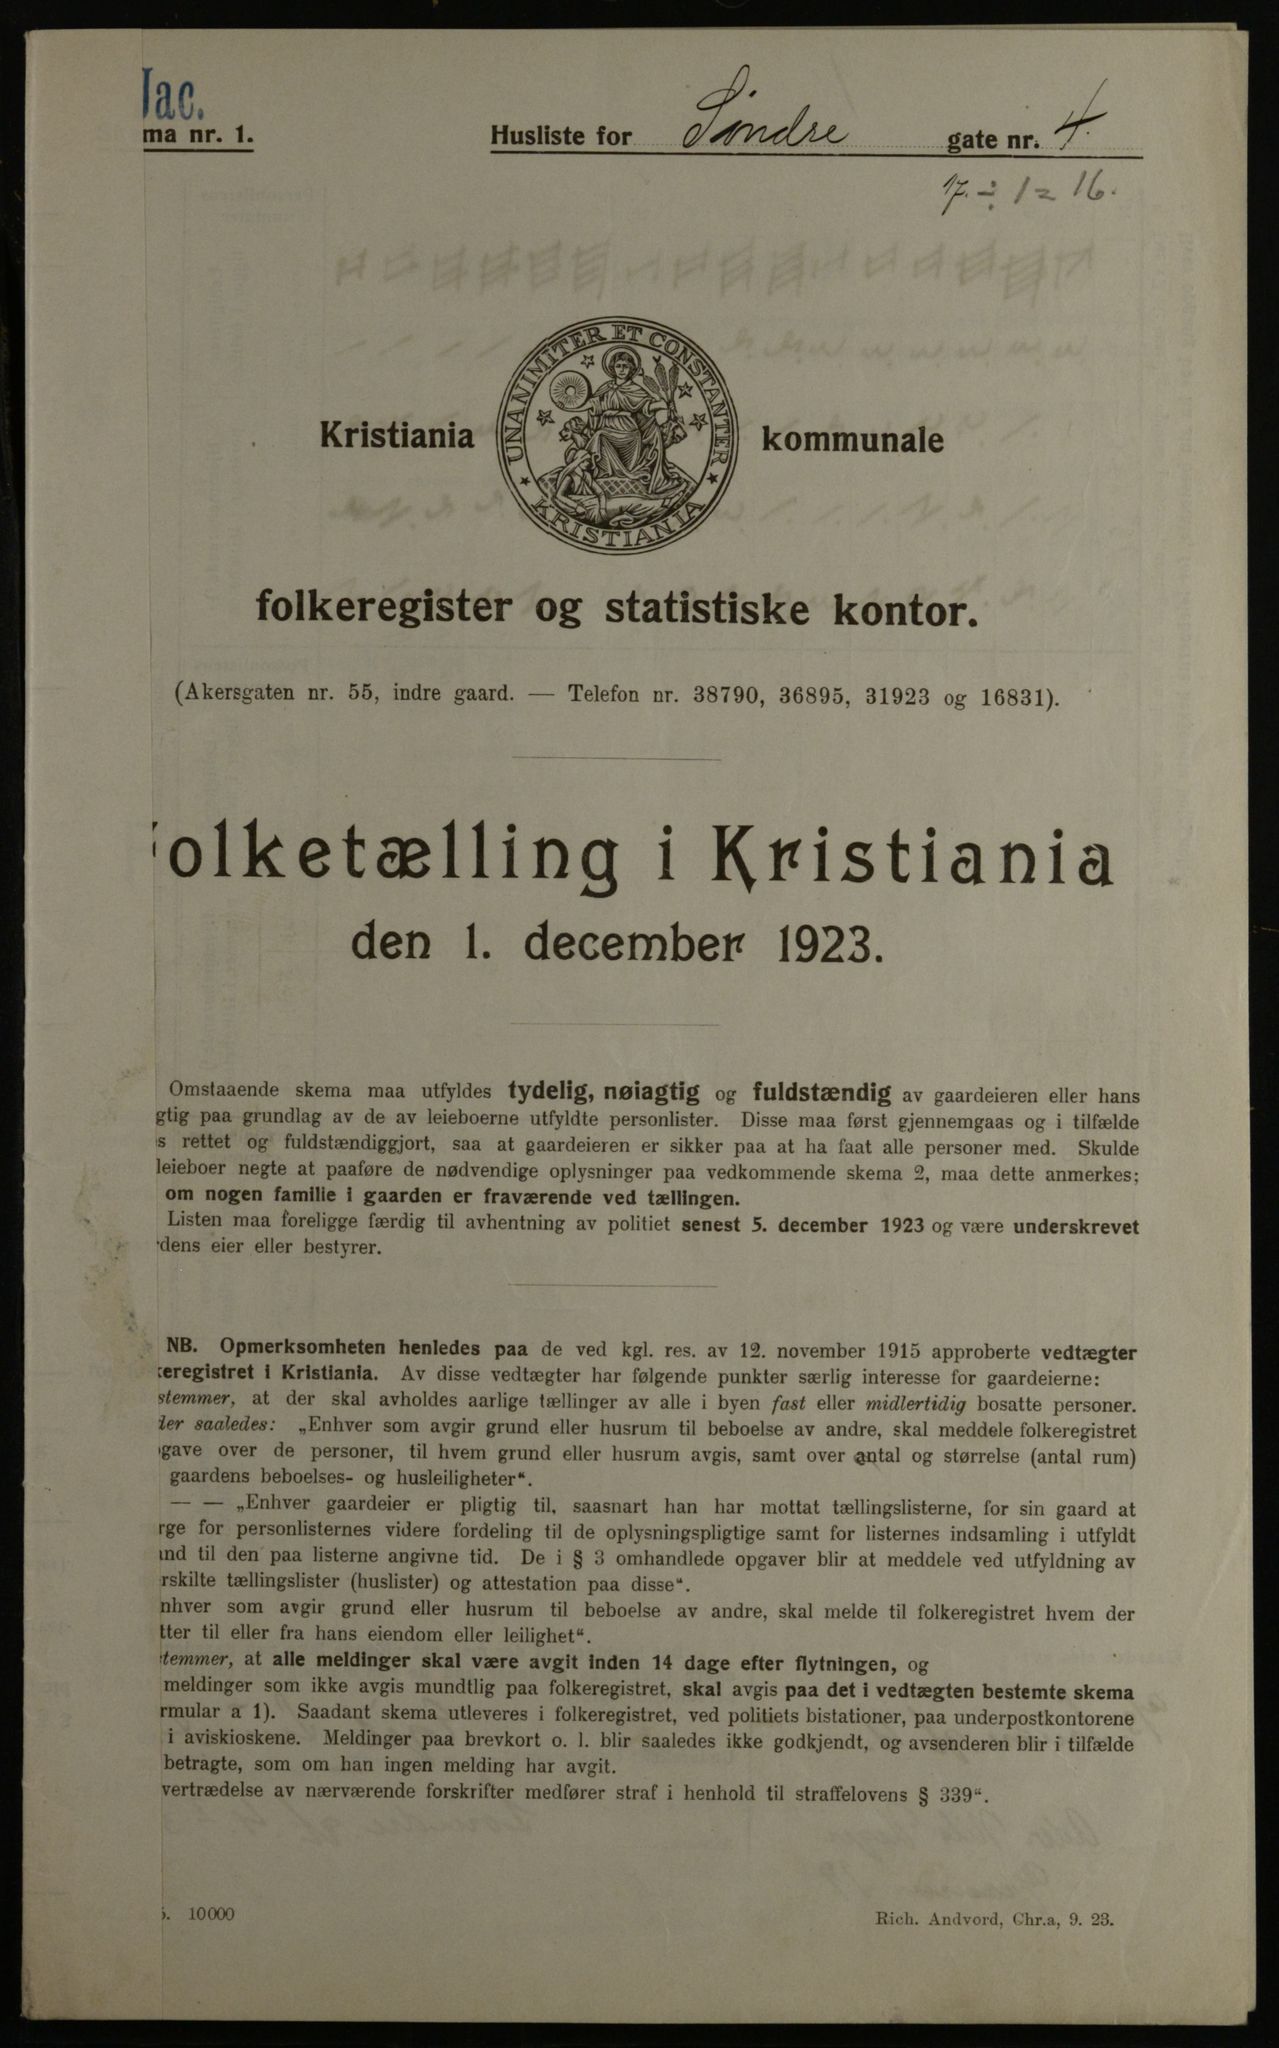 Jac.
ma nr. 1.
Husliste for Söndre gate nr. 4.
17. ÷ 1 = 16.
UNANIMITER ET CONSTANTER
KRISTIANIA
Kristiania kommunale
folkeregister og statistiske kontor.
(Akersgaten nr. 55, indre gaard. — Telefon nr. 38790, 36895, 31923 og 16831).
olketælling i Kristiania
den 1. december 1923.
Omstaaende skema maa utfyldes tydelig, nøiagtig og fuldstændig av gaardeieren eller hans
gtig paa grundlag av de av leieboerne utfyldte personlister. Disse maa først gjennemgaas og i tilfælde
s rettet og fuldstændiggjort, saa at gaardeieren er sikker paa at ha faat alle personer med. Skulde
leieboer negte at paaføre de nødvendige oplysninger paa vedkommende skema 2, maa dette anmerkes;
om nogen familie i gaarden er fraværende ved tællingen.
Listen maa foreligge færdig til avhentning av politiet senest 5. december 1923 og være underskrevet
rdens eier eller bestyrer.
NB. Opmerksomheten henledes paa de ved kgl. res. av 12. november 1915 approberte vedtægter
keregistret i Kristiania. Av disse vedtægter har følgende punkter særlig interesse for gaardeierne:
stemmer, at der skal avholdes aarlige tællinger av alle i byen fast eller midlertidig bosatte personer.
der saaledes: „Enhver som avgir grund eller husrum til beboelse av andre, skal meddele folkeregistret
pgave over de personer, til hvem grund eller husrum avgis, samt over antal og størrelse (antal rum)
gaardens beboelses- og husleiligheter“.
— — „Enhver gaardeier er pligtig til, saasnart han har mottat tællingslisterne, for sin gaard at
rge for personlisternes videre fordeling til de oplysningspligtige samt for listernes indsamling i utfyldt
and til den paa listerne angivne tid. De i § 3 omhandlede opgaver blir at meddele ved utfyldning av
rskilte tællingslister (huslister) og attestation paa disse“.
nhver som avgir grund eller husrum til beboelse av andre, skal melde til folkeregistret hvem der
tter til eller fra hans eiendom eller leilighet“.
temmer, at alle meldinger skal være avgit inden 14 dage efter flytningen, og
meldinger som ikke avgis mundtlig paa folkeregistret, skal avgis paa det i vedtægten bestemte skema
rmular a 1). Saadant skema utleveres i folkeregistret, ved politiets bistationer, paa underpostkontorene
i aviskioskene. Meldinger paa brevkort o. l. blir saaledes ikke godkjendt, og avsenderen blir i tilfælde
betragte, som om han ingen melding har avgit.
vertrædelse av nærværende forskrifter medfører straf i henhold til straffelovens § 339“.
5. 10000
Rich. Andvord, Chr.a, 9. 23.